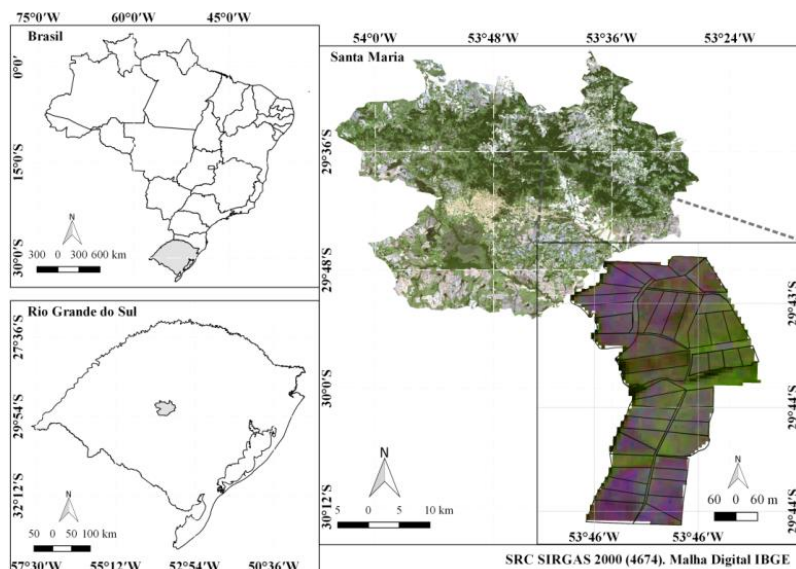 75°0'W 60°0'W 45°0'W
Brasil
0°0'
15°0'S
30°0'S
N
300 0 300 600 km
Rio Grande do Sul
27°36'S
29°54'S
32°12'S
N
50 0 50 100 km
57°30'W 55°12'W 52°54'W 50°36'W
54°0'W 53°48'W 53°36'W 53°24'W
Santa Maria
29°36'S
29°48'S
30°0'S
30°12'S
N
5 0 5 10 km
29°43'S
29°44'S
29°44'S
N
60 0 60 m
53°46'W 53°46'W
SRC SIRGAS 2000 (4674). Malha Digital IBGE